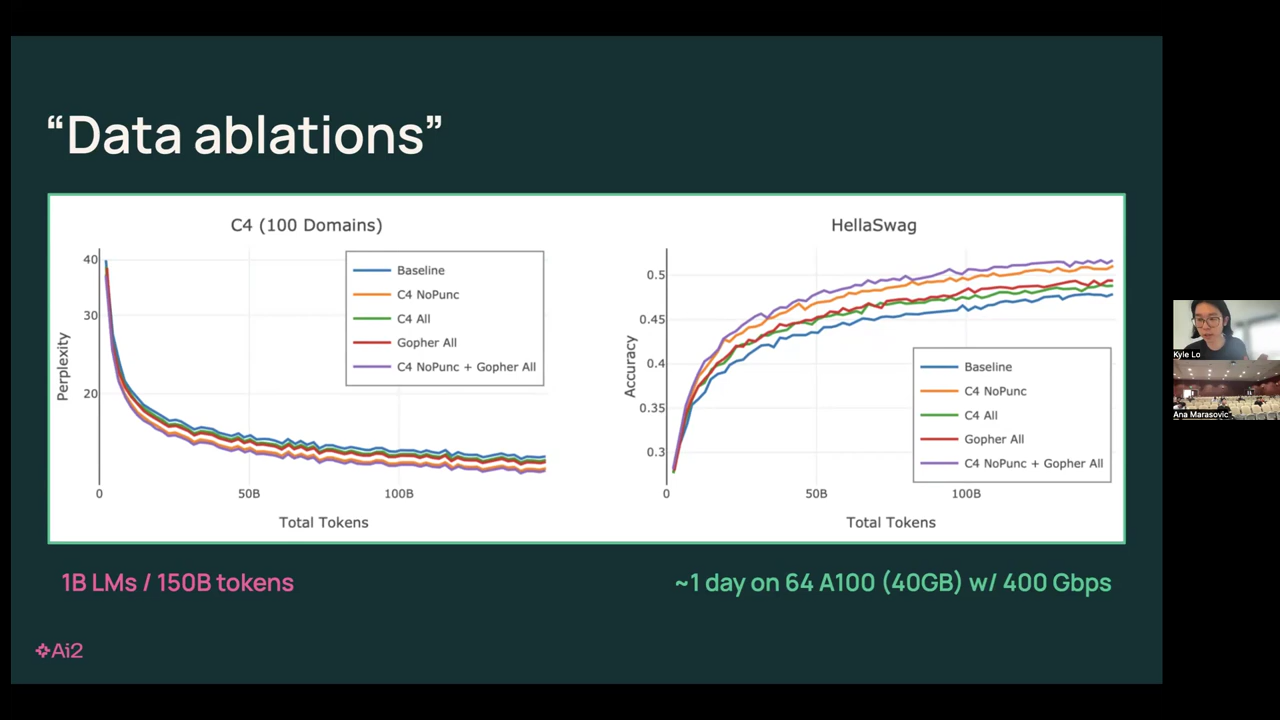 “Data ablations”
C4 (100 Domains)
40
30
20
Perplexity
0
50B
100B
Total Tokens
Baseline
C4 NoPunc
C4 All
Gopher All
C4 NoPunc + Gopher All
HellaSwag
0.5
0.45
0.4
0.35
0.3
Accuracy
0
50B
100B
Total Tokens
Baseline
C4 NoPunc
C4 All
Gopher All
C4 NoPunc + Gopher All
1B LMs / 150B tokens
~1 day on 64 A100 (40GB) w/ 400 Gbps
Ai2
Kyle Lo
Ana Marasovic